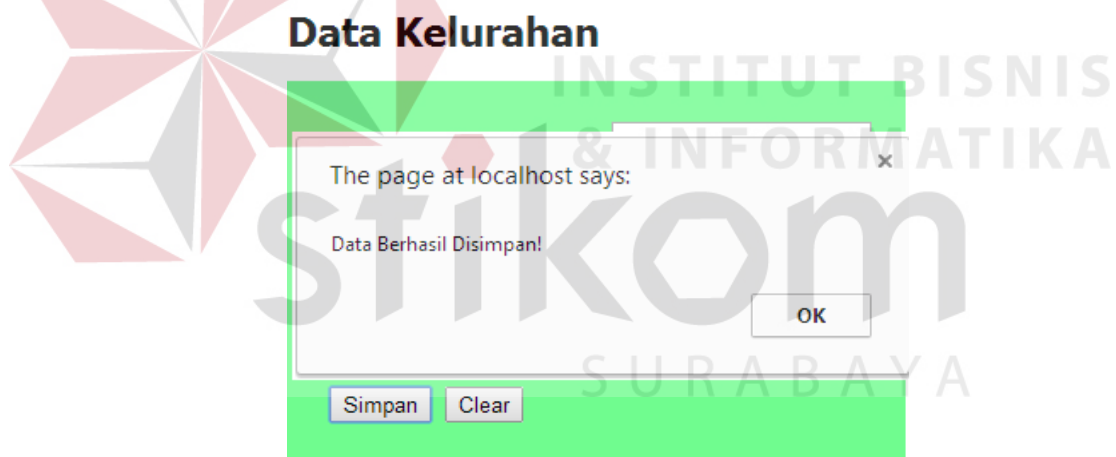 Data Kelurahan
INSTITUT BISNIS
& INFORMATIKA
The page at localhost says:
×
stikom
Data Berhasil Disimpan!
OK
SURABAYA
Simpan
Clear